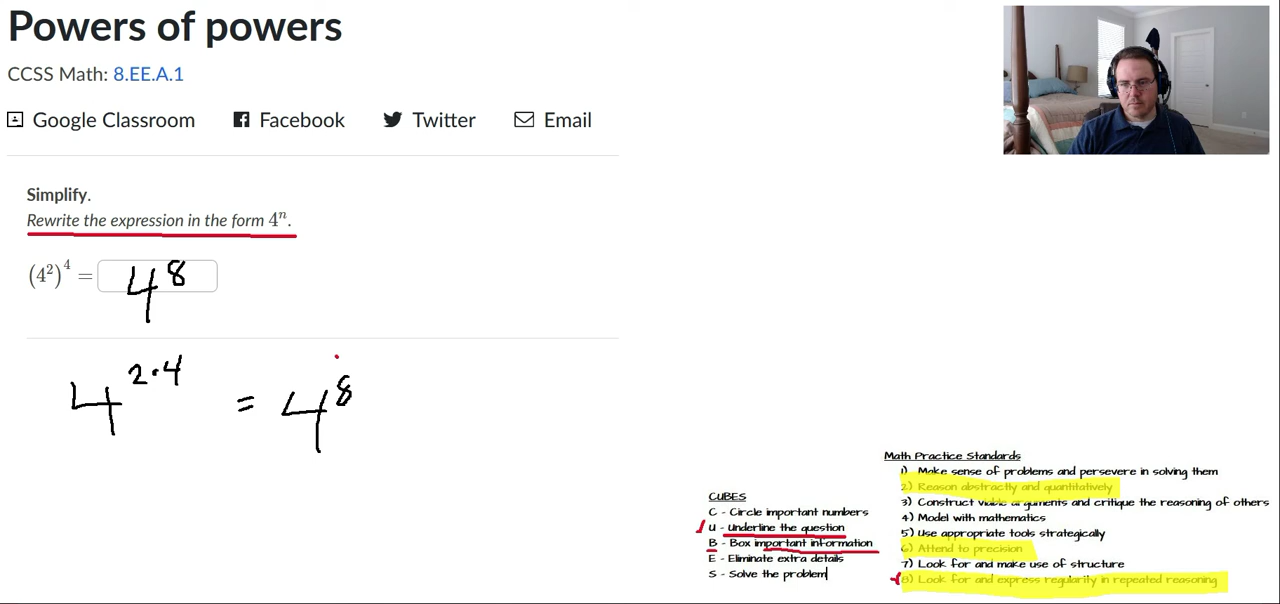 Powers of powers
CCSS Math: 8.EE.A.1
Google Classroom Facebook Twitter Email
Simplify.
Rewrite the expression in the form 4ⁿ.
(4²)⁴ = 4⁸
4²·⁴ = 4⁸
CUBES
C - Circle important numbers
U - Underline the question
B - Box important information
E - Eliminate extra details
S - Solve the problem
Math Practice Standards
1) Make sense of problems and persevere in solving them
2) Reason abstractly and quantitatively
3) Construct viable arguments and critique the reasoning of others
4) Model with mathematics
5) Use appropriate tools strategically
6) Attend to precision
7) Look for and make use of structure
8) Look for and express regularity in repeated reasoning